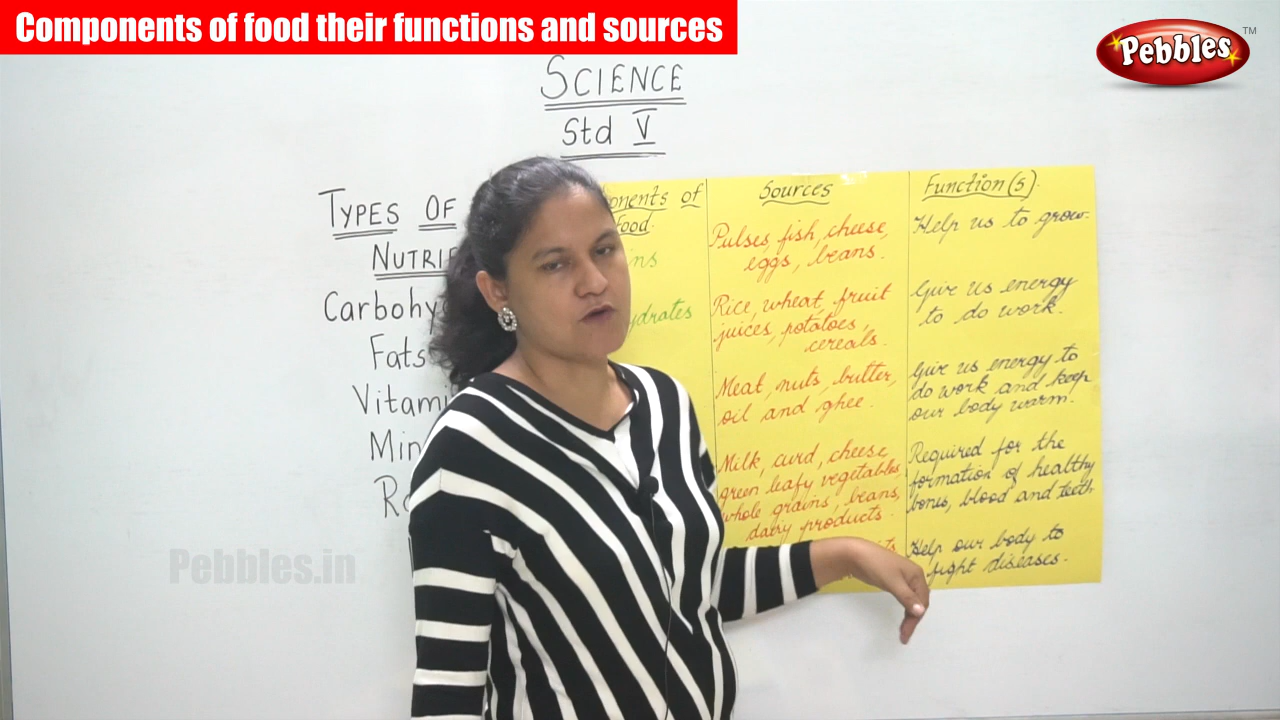 Components of food their functions and sources
Pebbles
TM
SCIENCE
Std V
TYPES OF
Carbohy
Fats
Vitami
Min
food
ins
ydrates
Sources
Pulses, fish, cheese,
eggs, beans.
Rice, wheat, fruit
juices, potatoes,
cereals.
Meat, nuts, butter,
oil and ghee.
Milk, curd, cheese
green leafy vegetables
whole grains, beans,
dairy products.
Function (5)
Help us to grow.
Give us energy
to do work.
Give us energy to
do work and keep
our body warm.
Required for the
formation of healthy
bones, blood and teeth.
Help our body to
fight diseases.
Pebbles.in